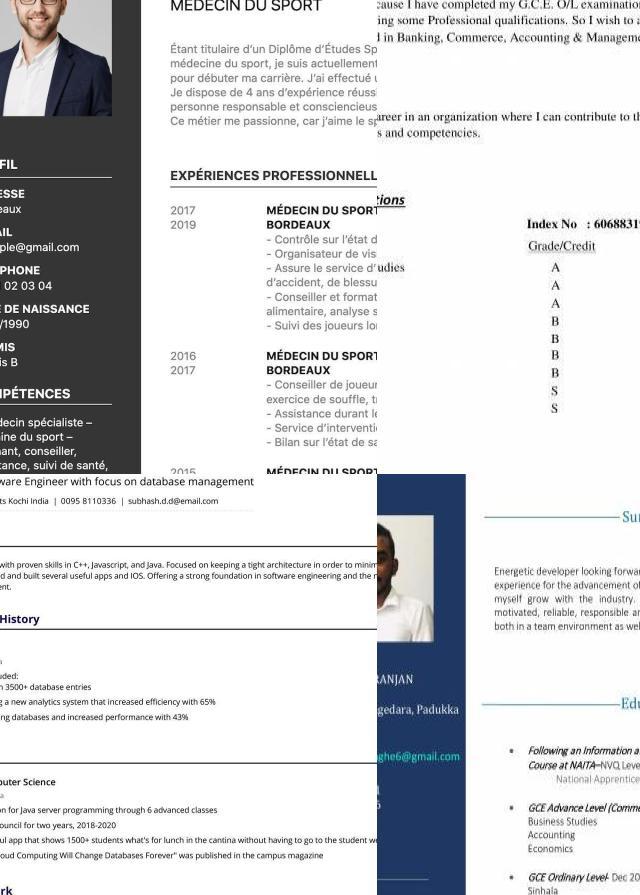 MÉDECIN DU SPORT
Étant titulaire d'un Diplôme d'Études Sp
médecine du sport, je suis actuellemen
pour débuter ma carrière. J'ai effectué u
Je dispose de 4 ans d'expérience réuss
personne responsable et consciencieus
Ce métier me passionne, car j'aime le s
FIL
ESSE
eaux
AIL
ple@gmail.com
PHONE
02 03 04
E DE NAISSANCE
/1990
MIS
is B
MPÉTENCES
decin spécialiste –
aine du sport –
nant, conseiller,
tance, suivi de santé,
EXPÉRIENCES PROFESSIONNELL
2017
2019
MÉDECIN DU SPORT
BORDEAUX
- Contrôle sur l'état d
- Organisateur de vis
- Assure le service d'
d'accident, de blessu
- Conseiller et format
alimentaire, analyse s
- Suivi des joueurs lo
2016
2017
MÉDECIN DU SPORT
BORDEAUX
- Conseiller de joueur
exercice de souffle, t
- Assistance durant le
- Service d'interventi
- Bilan sur l'état de sa
2015
MÉDECIN DU SPORT
cause I have completed my G.C.E. O/L examination
ing some Professional qualifications. So I wish to a
d in Banking, Commerce, Accounting & Manageme
areer in an organization where I can contribute to th
s and competencies.
tions
Index No : 6068831
Grade/Credit
udies
A
A
A
B
B
B
B
S
S
ware Engineer with focus on database management
ts Kochi India | 0095 8110336 | subhash.d.d@email.com
with proven skills in C++, Javascript, and Java. Focused on keeping a tight architecture in order to minim
d and built several useful apps and IOS. Offering a strong foundation in software engineering and the n
ent.
History
a
luded:
n 3500+ database entries
g a new analytics system that increased efficiency with 65%
ing databases and increased performance with 43%
puter Science
a
on for Java server programming through 6 advanced classes
ouncil for two years, 2018-2020
ul app that shows 1500+ students what's for lunch in the cantina without having to go to the student w
oud Computing Will Change Databases Forever" was published in the campus magazine
rk
RANJAN
gedara, Padukka
ghe6@gmail.com
Sur
Energetic developer looking forwa
experience for the advancement of
myself grow with the industry.
motivated, reliable, responsible an
both in a team environment as wel
Edu
• Following an Information a
Course at NAITA–NVQ Leve
National Apprentice
• GCE Advance Level (Comme
Business Studies
Accounting
Economics
• GCE Ordinary Level- Dec 20
Sinhala